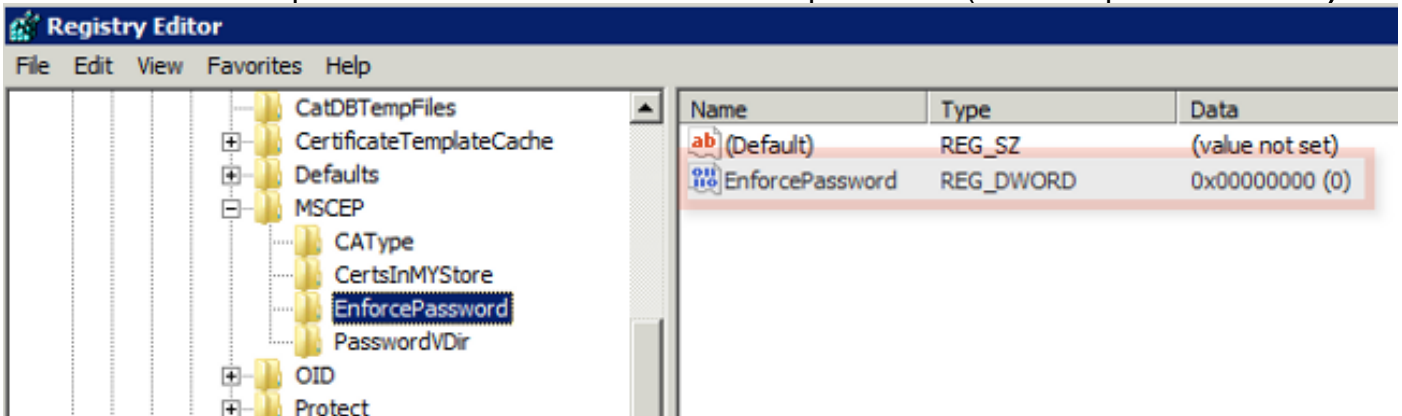 Registry Editor
File Edit View Favorites Help
CatDBTempFiles
CertificateTemplateCache
Defaults
MSCEP
CAType
CertsInMYStore
EnforcePassword
PasswordVDir
OID
Protect
Name Type Data
(Default) REG_SZ (value not set)
EnforcePassword REG_DWORD 0x00000000 (0)